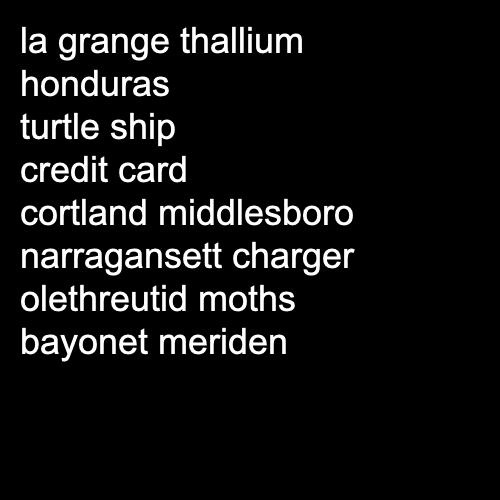 la grange thallium
honduras
turtle ship
credit card
cortland middlesboro
narragansett charger
olethreutid moths
bayonet meriden